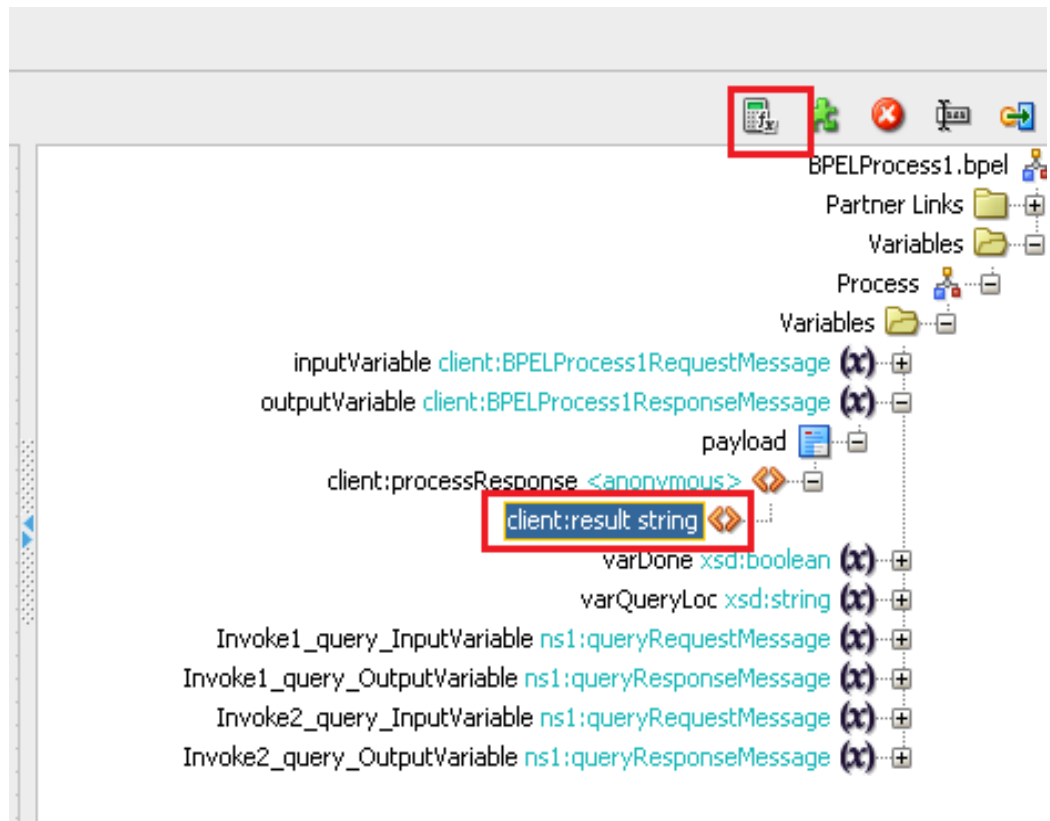 BPELProcess1.bpel
Partner Links
Variables
Process
Variables
inputVariable client:BPELProcess1RequestMessage (x)
outputVariable client:BPELProcess1ResponseMessage (x)
payload
client:processResponse <anonymous>
client:result string
varDone xsd:boolean (x)
varQueryLoc xsd:string (x)
Invoke1_query_InputVariable ns1:queryRequestMessage (x)
Invoke1_query_OutputVariable ns1:queryResponseMessage (x)
Invoke2_query_InputVariable ns1:queryRequestMessage (x)
Invoke2_query_OutputVariable ns1:queryResponseMessage (x)